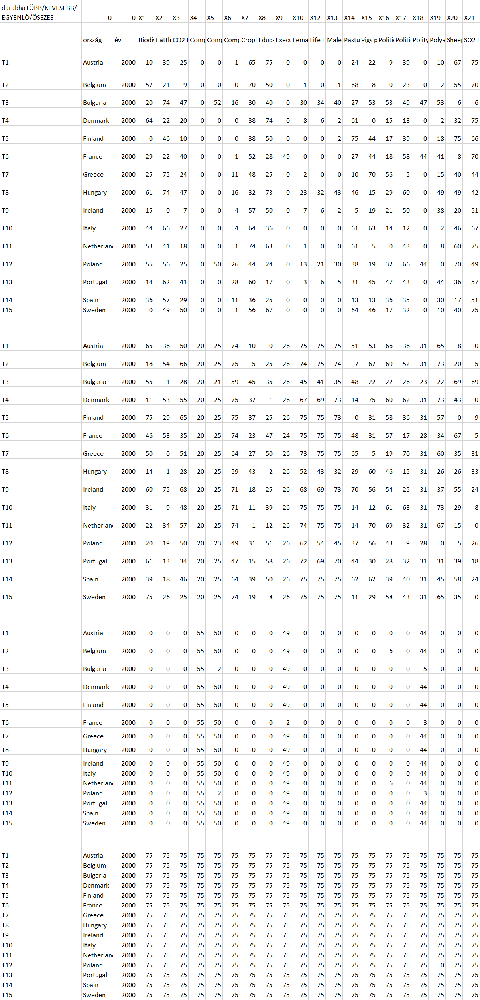 darabhaTÖBB/KEVESEBB/
EGYENLŐ/ÖSSZES 0 0 X1 X2 X3 X4 X5 X6 X7 X8 X9 X10 X12 X13 X14 X15 X16 X17 X18 X19 X20 X21
ország év Biodiv Cattle CO2 E Comp Comp Comp Cropl Educa Execu Fema Life E Male Pastu Pigs p Politic Politic Polity Polya Sheep SO2 E
T1 Austria 2000 10 39 25 0 0 1 65 75 0 0 0 0 24 22 9 39 0 10 67 75
T2 Belgium 2000 57 21 9 0 0 0 70 50 0 1 0 1 68 8 0 23 0 2 55 70
T3 Bulgaria 2000 20 74 47 0 52 16 30 40 0 30 34 40 27 53 53 49 47 53 6 6
T4 Denmark 2000 64 22 20 0 0 0 38 74 0 8 6 2 61 0 15 13 0 2 32 75
T5 Finland 2000 0 46 10 0 0 0 38 50 0 0 0 2 75 44 17 39 0 18 75 66
T6 France 2000 29 22 40 0 0 1 52 28 49 0 0 0 27 44 18 58 44 41 8 70
T7 Greece 2000 25 75 24 0 0 11 48 25 0 2 0 0 10 70 56 5 0 15 40 44
T8 Hungary 2000 61 74 47 0 0 16 32 73 0 23 32 43 46 15 29 60 0 49 49 42
T9 Ireland 2000 15 0 7 0 0 4 57 50 0 7 6 2 5 19 21 50 0 38 20 51
T10 Italy 2000 44 66 27 0 0 4 64 36 0 0 0 0 61 63 14 12 0 2 46 67
T11 Netherland 2000 53 41 18 0 0 1 74 63 0 1 0 0 61 5 0 43 0 8 60 75
T12 Poland 2000 55 56 25 0 50 26 44 24 0 13 21 30 38 19 32 66 44 0 70 49
T13 Portugal 2000 14 62 41 0 0 28 60 17 0 3 6 5 31 45 47 43 0 44 36 57
T14 Spain 2000 36 57 29 0 0 11 36 25 0 0 0 0 13 13 36 35 0 30 17 51
T15 Sweden 2000 0 49 50 0 0 1 56 67 0 0 0 0 64 46 17 32 0 10 40 75
T1 Austria 2000 65 36 50 20 25 74 10 0 26 75 75 75 51 53 66 36 31 65 8 0
T2 Belgium 2000 18 54 66 20 25 75 5 25 26 74 75 74 7 67 69 52 31 73 20 5
T3 Bulgaria 2000 55 1 28 20 21 59 45 35 26 45 41 35 48 22 22 26 23 22 69 69
T4 Denmark 2000 11 53 55 20 25 75 37 1 26 67 69 73 14 75 60 62 31 73 43 0
T5 Finland 2000 75 29 65 20 25 75 37 25 26 75 75 73 0 31 58 36 31 57 0 9
T6 France 2000 46 53 35 20 25 74 23 47 24 75 75 75 48 31 57 17 28 34 67 5
T7 Greece 2000 50 0 51 20 25 64 27 50 26 73 75 75 65 5 19 70 31 60 35 31
T8 Hungary 2000 14 1 28 20 25 59 43 2 26 52 43 32 29 60 46 15 31 26 26 33
T9 Ireland 2000 60 75 68 20 25 71 18 25 26 68 69 73 70 56 54 25 31 37 55 24
T10 Italy 2000 31 9 48 20 25 71 11 39 26 75 75 75 14 12 61 63 31 73 29 8
T11 Netherland 2000 22 34 57 20 25 74 1 12 26 74 75 75 14 70 69 32 31 67 15 0
T12 Poland 2000 20 19 50 20 23 49 31 51 26 62 54 45 37 56 43 9 28 0 5 26
T13 Portugal 2000 61 13 34 20 25 47 15 58 26 72 69 70 44 30 28 32 31 31 39 18
T14 Spain 2000 39 18 46 20 25 64 39 50 26 75 75 75 62 62 39 40 31 45 58 24
T15 Sweden 2000 75 26 25 20 25 74 19 8 26 75 75 75 11 29 58 43 31 65 35 0
T1 Austria 2000 0 0 0 55 50 0 0 0 49 0 0 0 0 0 0 0 44 0 0 0
T2 Belgium 2000 0 0 0 55 50 0 0 0 49 0 0 0 0 0 6 0 44 0 0 0
T3 Bulgaria 2000 0 0 0 55 2 0 0 0 49 0 0 0 0 0 0 0 5 0 0 0
T4 Denmark 2000 0 0 0 55 50 0 0 0 49 0 0 0 0 0 0 0 44 0 0 0
T5 Finland 2000 0 0 0 55 50 0 0 0 49 0 0 0 0 0 0 0 44 0 0 0
T6 France 2000 0 0 0 55 50 0 0 0 2 0 0 0 0 0 0 0 3 0 0 0
T7 Greece 2000 0 0 0 55 50 0 0 0 49 0 0 0 0 0 0 0 44 0 0 0
T8 Hungary 2000 0 0 0 55 50 0 0 0 49 0 0 0 0 0 0 0 44 0 0 0
T9 Ireland 2000 0 0 0 55 50 0 0 0 49 0 0 0 0 0 0 0 44 0 0 0
T10 Italy 2000 0 0 0 55 50 0 0 0 49 0 0 0 0 0 0 0 44 0 0 0
T11 Netherland 2000 0 0 0 55 50 0 0 0 49 0 0 0 0 0 6 0 44 0 0 0
T12 Poland 2000 0 0 0 55 2 0 0 0 49 0 0 0 0 0 0 0 3 0 0 0
T13 Portugal 2000 0 0 0 55 50 0 0 0 49 0 0 0 0 0 0 0 44 0 0 0
T14 Spain 2000 0 0 0 55 50 0 0 0 49 0 0 0 0 0 0 0 44 0 0 0
T15 Sweden 2000 0 0 0 55 50 0 0 0 49 0 0 0 0 0 0 0 44 0 0 0
T1 Austria 2000 75 75 75 75 75 75 75 75 75 75 75 75 75 75 75 75 75 75 75 75
T2 Belgium 2000 75 75 75 75 75 75 75 75 75 75 75 75 75 75 75 75 75 75 75 75
T3 Bulgaria 2000 75 75 75 75 75 75 75 75 75 75 75 75 75 75 75 75 75 75 75 75
T4 Denmark 2000 75 75 75 75 75 75 75 75 75 75 75 75 75 75 75 75 75 75 75 75
T5 Finland 2000 75 75 75 75 75 75 75 75 75 75 75 75 75 75 75 75 75 75 75 75
T6 France 2000 75 75 75 75 75 75 75 75 75 75 75 75 75 75 75 75 75 75 75 75
T7 Greece 2000 75 75 75 75 75 75 75 75 75 75 75 75 75 75 75 75 75 75 75 75
T8 Hungary 2000 75 75 75 75 75 75 75 75 75 75 75 75 75 75 75 75 75 75 75 75
T9 Ireland 2000 75 75 75 75 75 75 75 75 75 75 75 75 75 75 75 75 75 75 75 75
T10 Italy 2000 75 75 75 75 75 75 75 75 75 75 75 75 75 75 75 75 75 75 75 75
T11 Netherland 2000 75 75 75 75 75 75 75 75 75 75 75 75 75 75 75 75 75 75 75 75
T12 Poland 2000 75 75 75 75 75 75 75 75 75 75 75 75 75 75 75 75 75 0 75 75
T13 Portugal 2000 75 75 75 75 75 75 75 75 75 75 75 75 75 75 75 75 75 75 75 75
T14 Spain 2000 75 75 75 75 75 75 75 75 75 75 75 75 75 75 75 75 75 75 75 75
T15 Sweden 2000 75 75 75 75 75 75 75 75 75 75 75 75 75 75 75 75 75 75 75 75